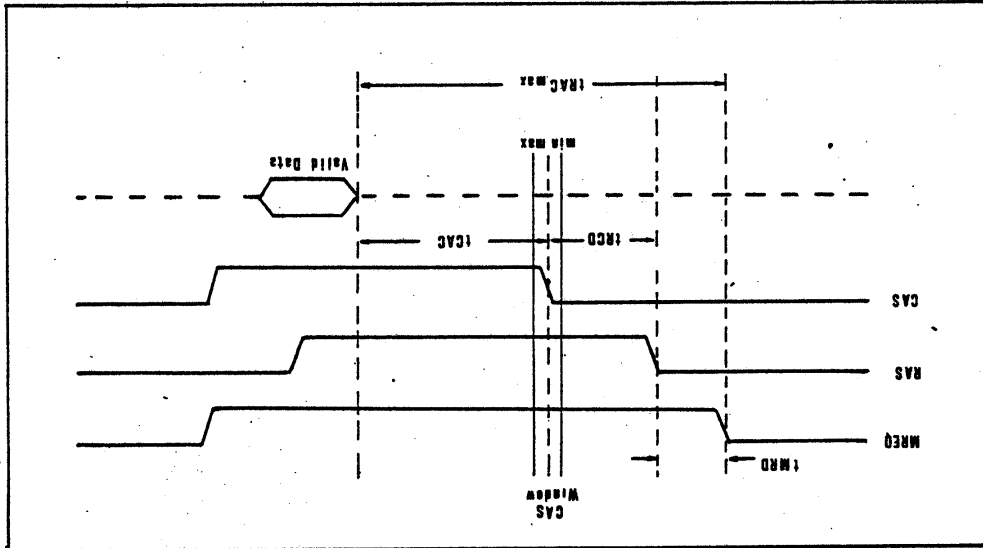 CAS
Window
tMRD
MREQ
RAS
CAS
tRCD
tCAC
Valid Data
min max
tRAC max